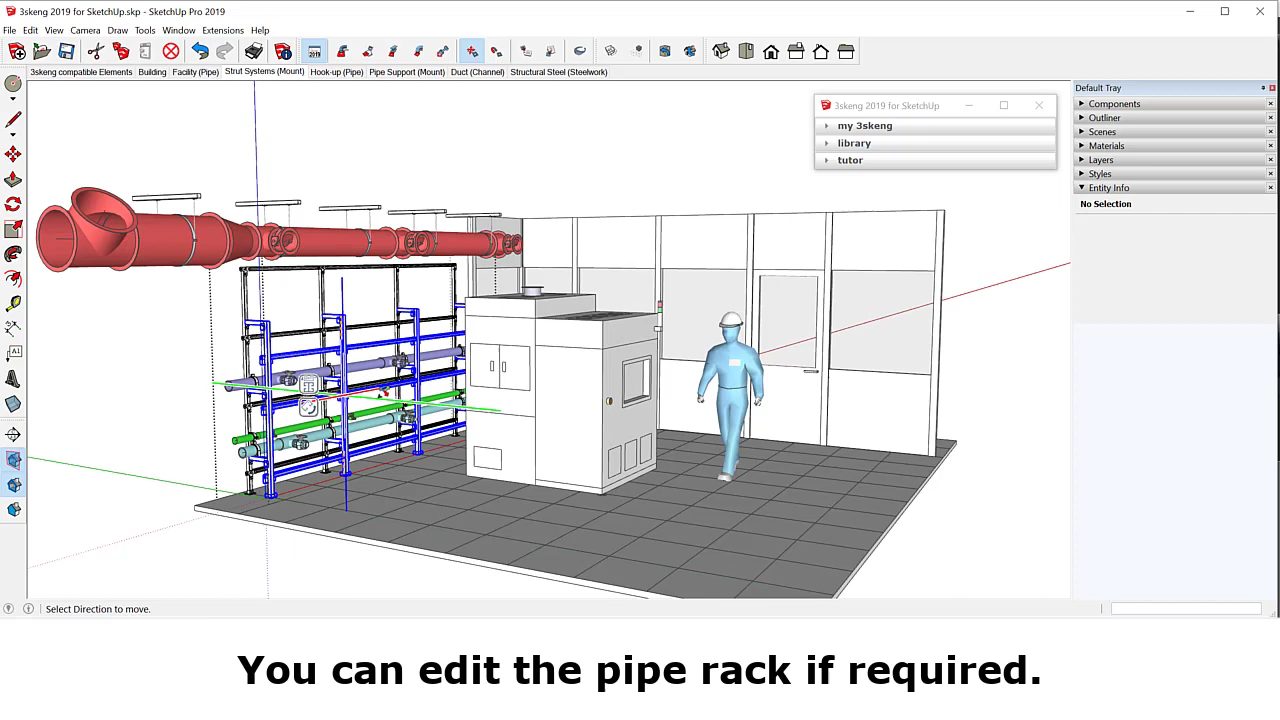 3skeng 2019 for SketchUp.skp - SketchUp Pro 2019
File Edit View Camera Draw Tools Window Extensions Help
2019
3skeng compatible Elements Building Facility (Pipe) Strut Systems (Mount) Hook-up (Pipe) Pipe Support (Mount) Duct (Channel) Structural Steel (Steelwork)
3skeng 2019 for SketchUp
my 3skeng
library
tutor
Default Tray
Components
Outliner
Scenes
Materials
Layers
Styles
Entity Info
No Selection
A1
Select Direction to move.
You can edit the pipe rack if required.